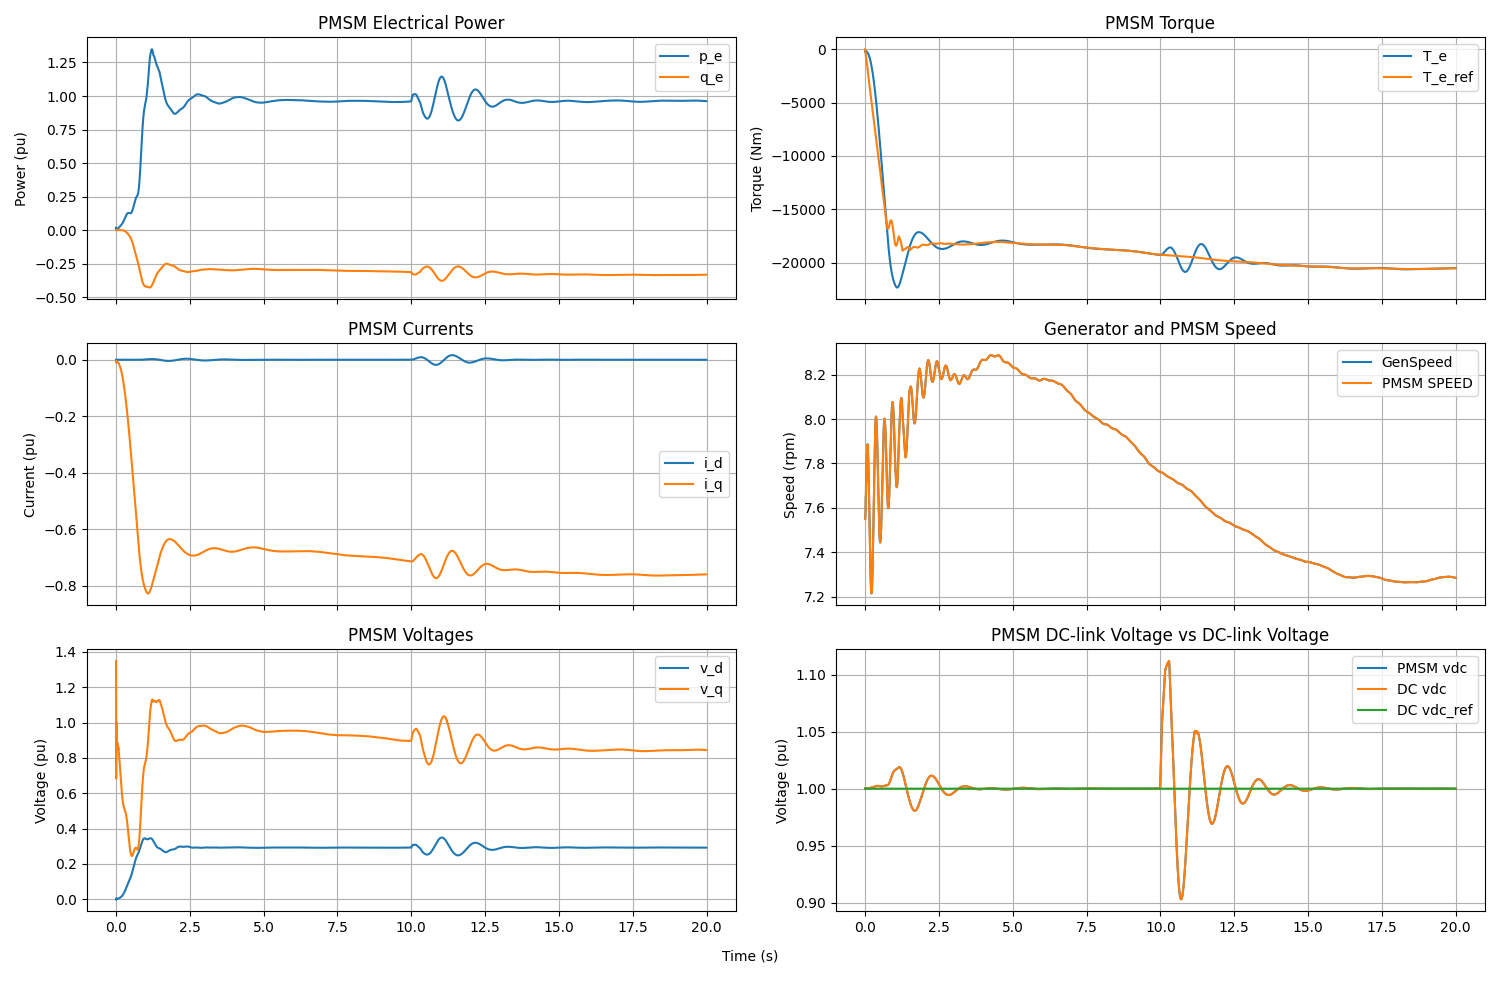 PMSM Electrical Power
Power (pu)
1.25
1.00
0.75
0.50
0.25
0.00
−0.25
−0.50
p_e
q_e
PMSM Torque
Torque (Nm)
0
−5000
−10000
−15000
−20000
T_e
T_e_ref
PMSM Currents
Current (pu)
0.0
−0.2
−0.4
−0.6
−0.8
i_d
i_q
Generator and PMSM Speed
Speed (rpm)
8.2
8.0
7.8
7.6
7.4
7.2
GenSpeed
PMSM SPEED
PMSM Voltages
Voltage (pu)
1.4
1.2
1.0
0.8
0.6
0.4
0.2
0.0
v_d
v_q
0.0 2.5 5.0 7.5 10.0 12.5 15.0 17.5 20.0
PMSM DC-link Voltage vs DC-link Voltage
Voltage (pu)
1.10
1.05
1.00
0.95
0.90
PMSM vdc
DC vdc
DC vdc_ref
0.0 2.5 5.0 7.5 10.0 12.5 15.0 17.5 20.0
Time (s)